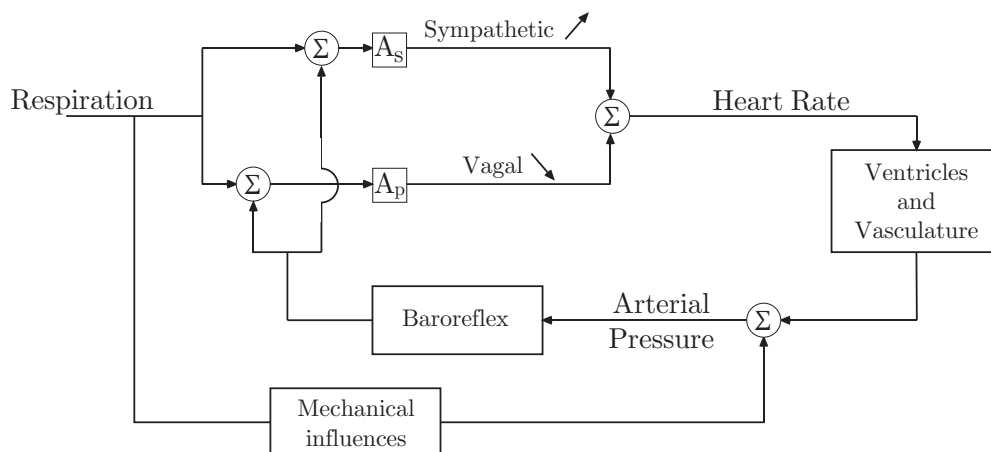 Sympathetic
Σ
A_s
Respiration
Heart Rate
Σ
Vagal
Σ
A_p
Ventricles
and
Vasculature
Arterial
Baroreflex
Σ
Pressure
Mechanical
influences